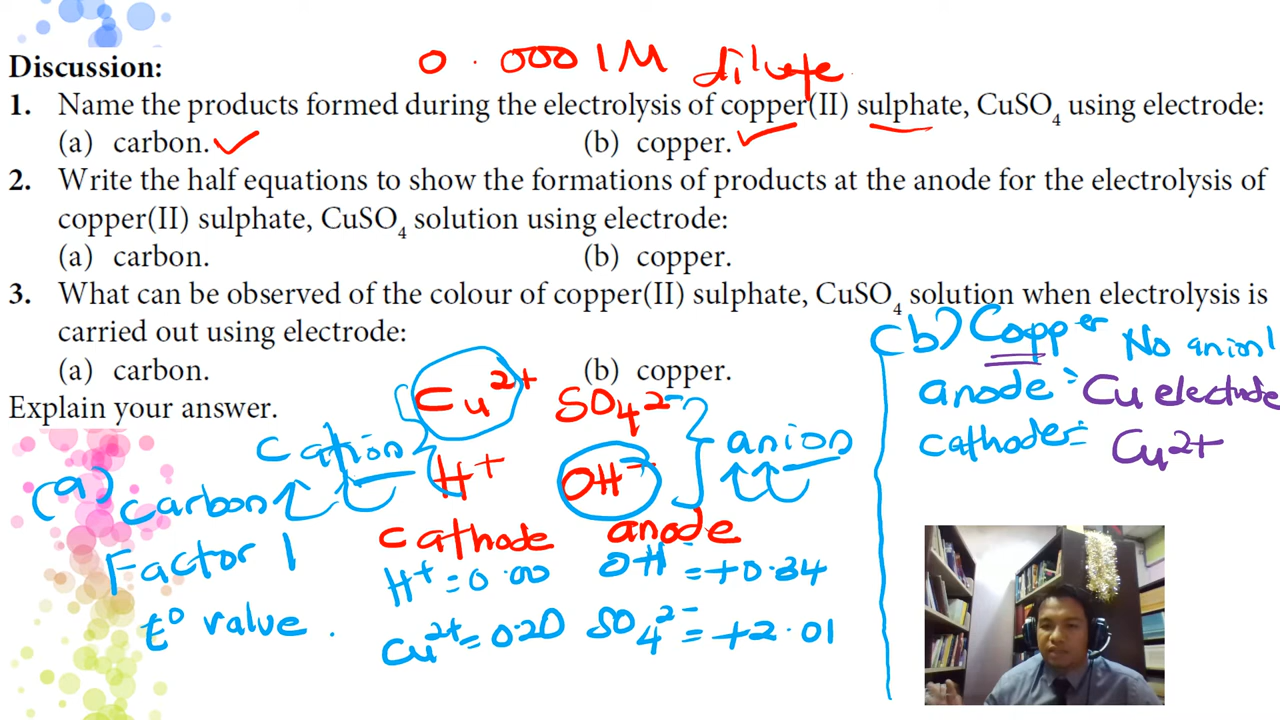 0.0001M dilute
Discussion:
1. Name the products formed during the electrolysis of copper(II) sulphate, CuSO₄ using electrode:
(a) carbon. (b) copper.
2. Write the half equations to show the formations of products at the anode for the electrolysis of
copper(II) sulphate, CuSO₄ solution using electrode:
(a) carbon. (b) copper.
3. What can be observed of the colour of copper(II) sulphate, CuSO₄ solution when electrolysis is
carried out using electrode:
(a) carbon. (b) copper.
Explain your answer.
Cu²⁺ SO₄²⁻
cation anion
H⁺ OH⁻
(a) carbon
cathode anode
Factor 1
E⁰ value.
H⁺ = 0.00 OH⁻ = +0.34
Cu²⁺ = 0.20 SO₄²⁻ = +2.01
(b) Copper No anion!
anode = Cu electrode
cathode = Cu²⁺